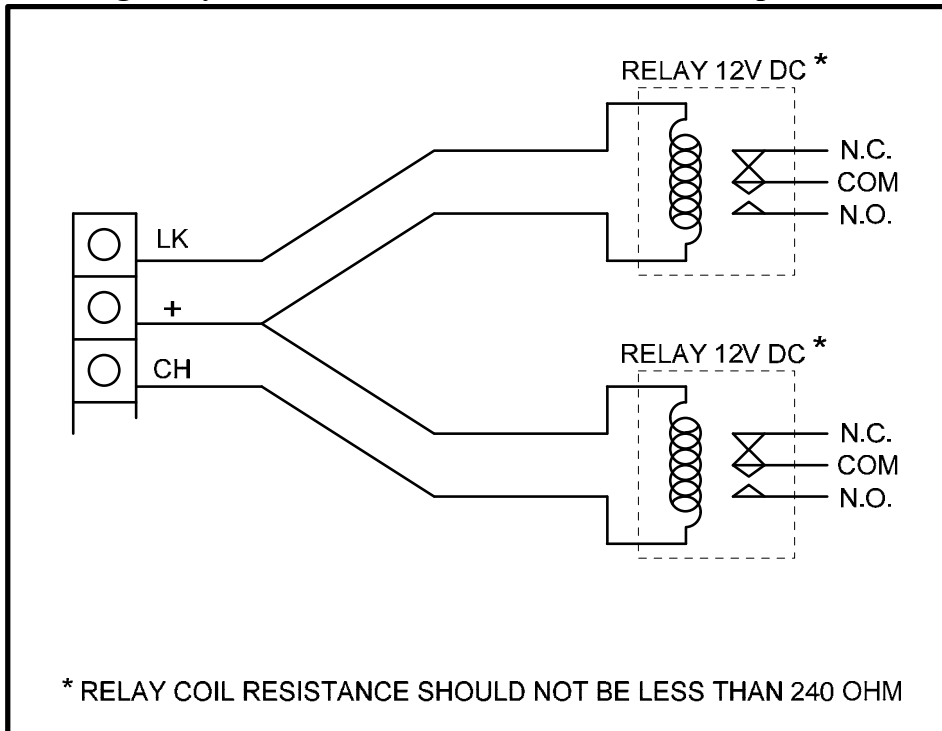 RELAY 12V DC *
N.C.
COM
N.O.
LK
+
CH
RELAY 12V DC *
N.C.
COM
N.O.
* RELAY COIL RESISTANCE SHOULD NOT BE LESS THAN 240 OHM